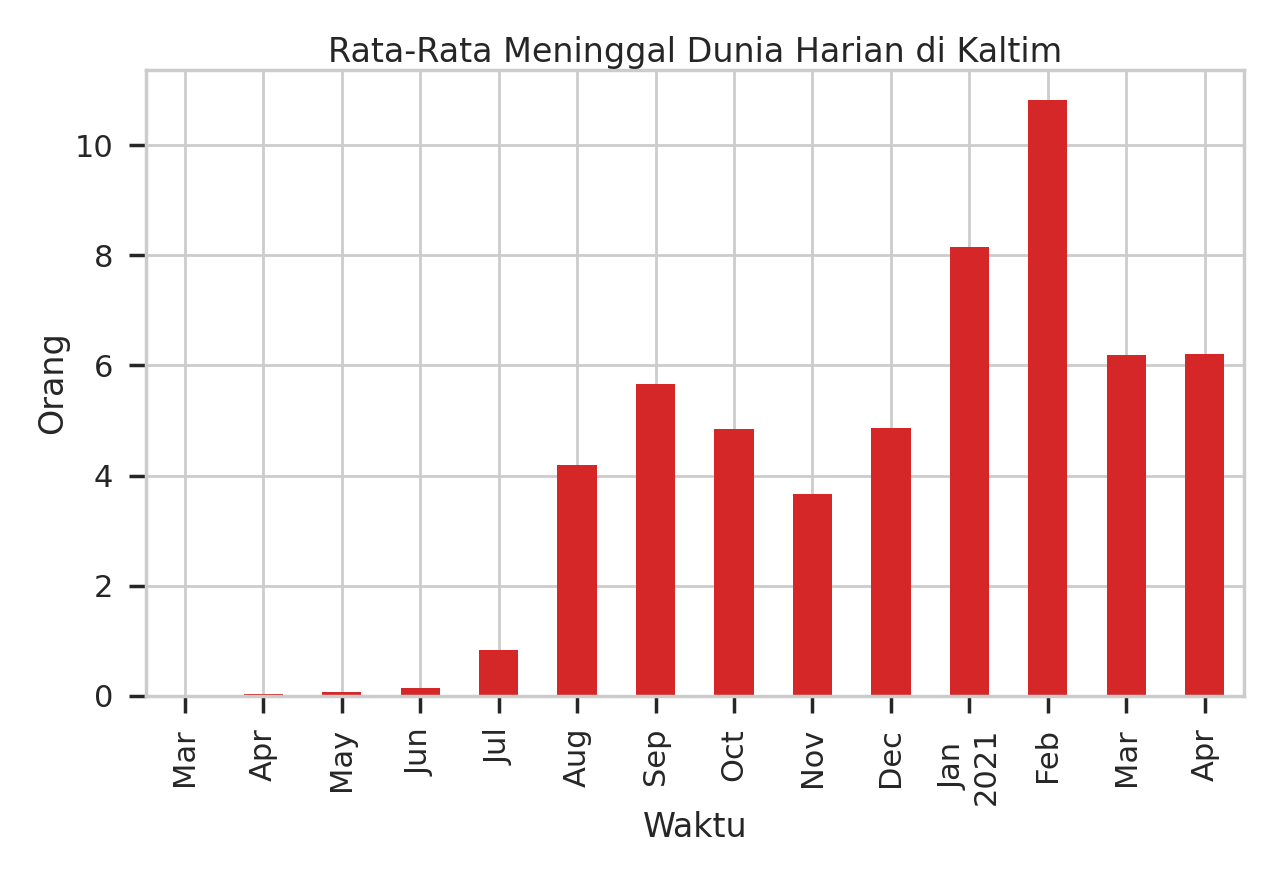 Rata-Rata Meninggal Dunia Harian di Kaltim
Orang
10
8
6
4
2
0
Mar
Apr
May
Jun
Jul
Aug
Sep
Oct
Nov
Dec
Jan
2021
Feb
Mar
Apr
Waktu